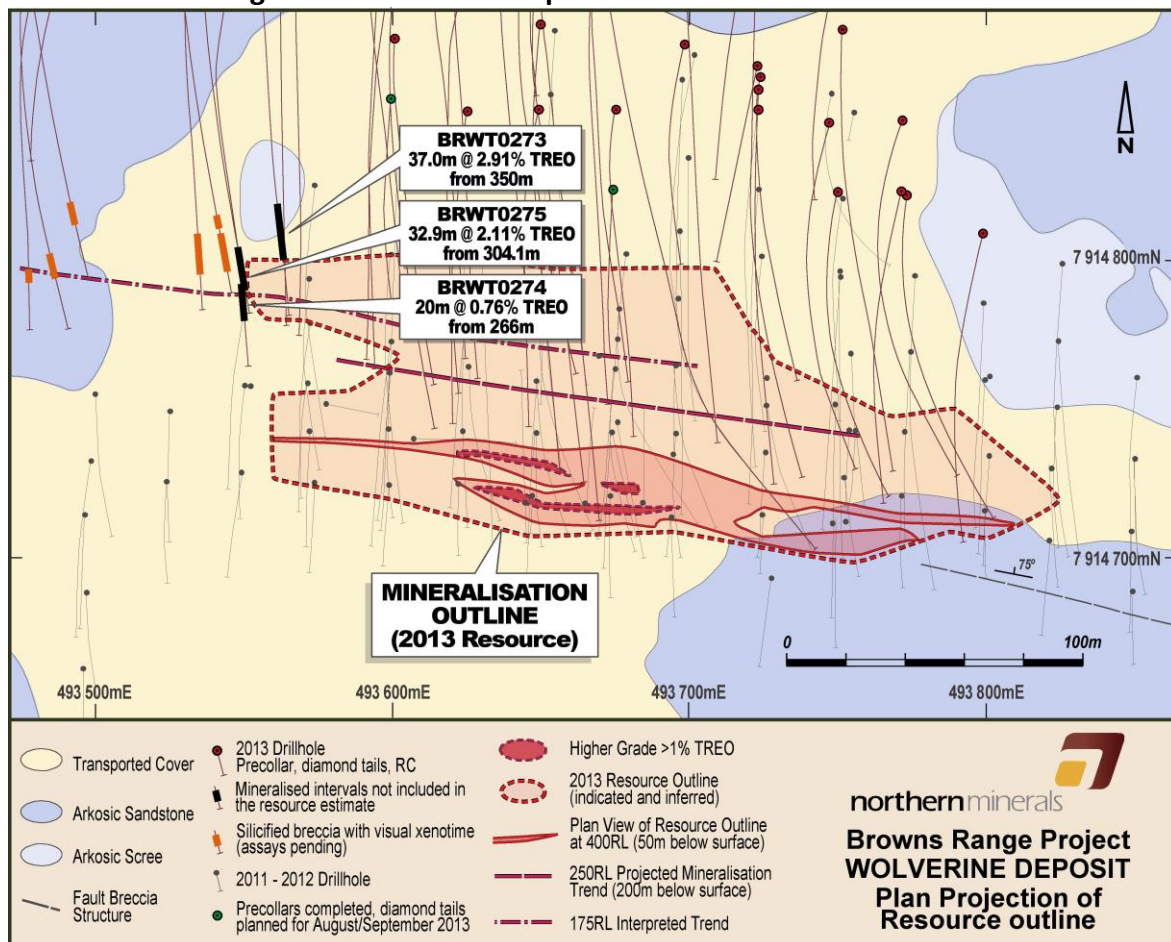 BRWT0273
37.0m @ 2.91% TREO
from 350m
BRWT0275
32.9m @ 2.11% TREO
from 304.1m
BRWT0274
20m @ 0.76% TREO
from 266m
N
7 914 800mN
7 914 700mN
75º
MINERALISATION
OUTLINE
(2013 Resource)
0
100m
493 500mE
493 600mE
493 700mE
493 800mE
Transported Cover
Arkosic Sandstone
Arkosic Scree
Fault Breccia
Structure
2013 Drillhole
Precollar, diamond tails, RC
Mineralised intervals not included in
the resource estimate
Silicified breccia with visual xenotime
(assays pending)
2011 - 2012 Drillhole
Precollars completed, diamond tails
planned for August/September 2013
Higher Grade >1% TREO
2013 Resource Outline
(indicated and inferred)
Plan View of Resource Outline
at 400RL (50m below surface)
250RL Projected Mineralisation
Trend (200m below surface)
175RL Interpreted Trend
northernminerals
Browns Range Project
WOLVERINE DEPOSIT
Plan Projection of
Resource outline